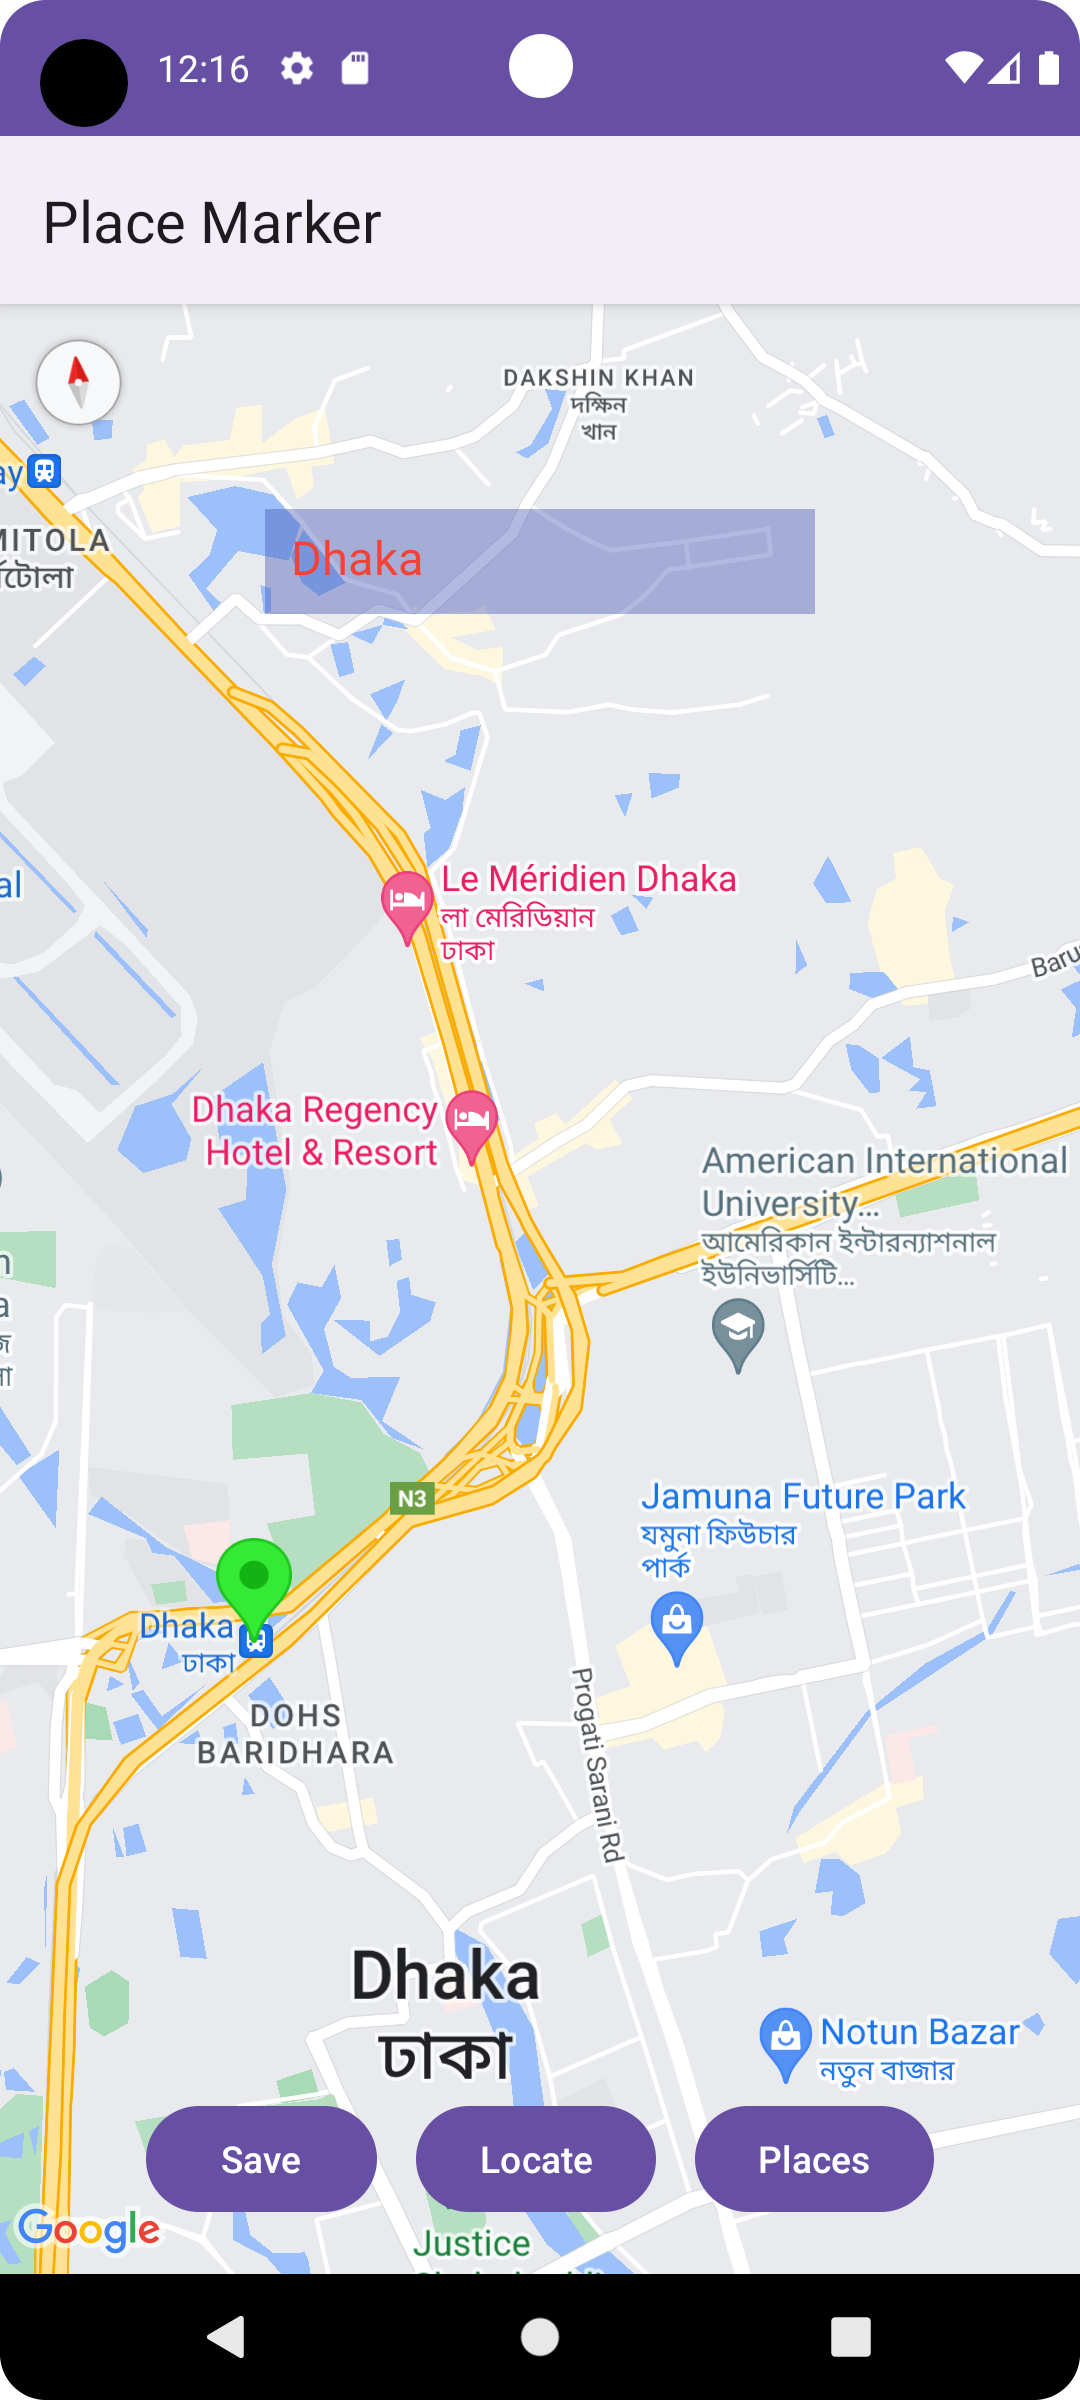 12:16
Place Marker
DAKSHIN KHAN
দক্ষিন
খান
ay
MITOLA
র্মিটোলা
Dhaka
al
Le Méridien Dhaka
লা মেরিডিয়ান
ঢাকা
Baru
Dhaka Regency
Hotel & Resort
American International
University...
আমেরিকান ইন্টারন্যাশনাল
ইউনিভার্সিটি...
N3
Jamuna Future Park
যমুনা ফিউচার
পার্ক
Dhaka
ঢাকা
DOHS
BARIDHARA
Progati Sarani Rd
Dhaka
ঢাকা
Notun Bazar
নতুন বাজার
Save
Locate
Places
Google
Justice